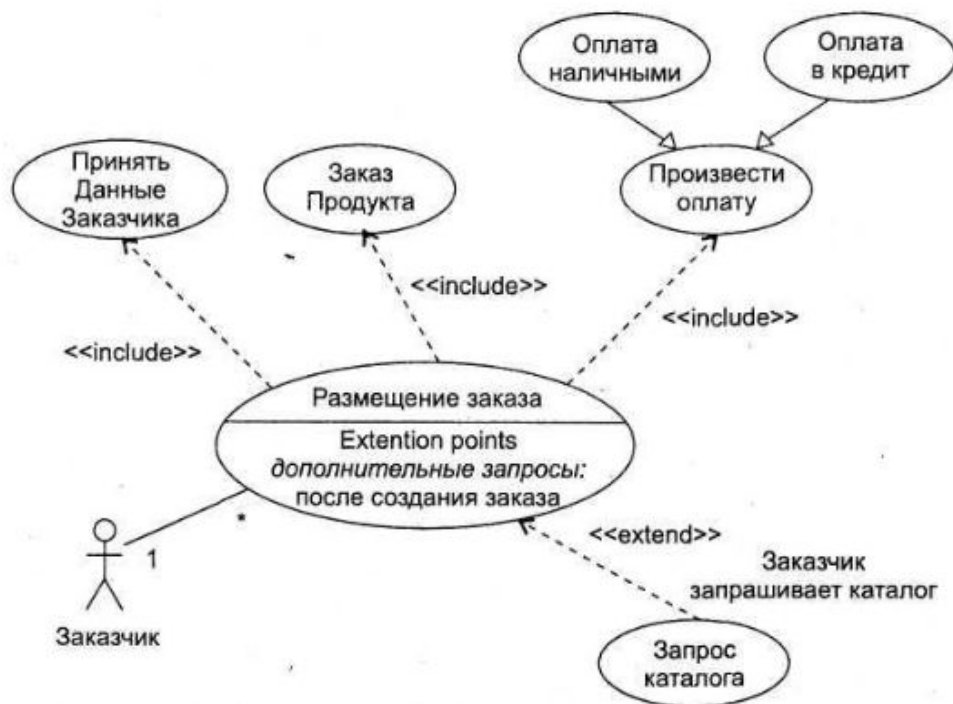 Оплата
наличными
Оплата
в кредит
Принять
Данные
Заказчика
Заказ
Продукта
Произвести
оплату
<<include>>
<<include>>
<<include>>
Размещение заказа
Extention points
дополнительные запросы:
после создания заказа
*
1
Заказчик
<<extend>>
Заказчик
запрашивает каталог
Запрос
каталога